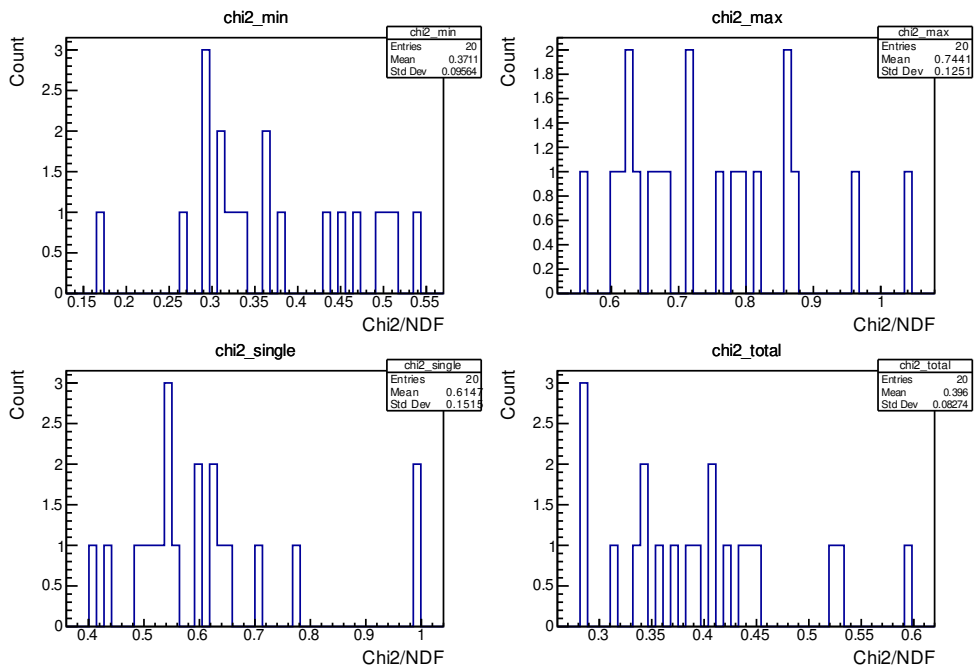 chi2_min
chi2_min
Entries 20
Mean 0.3711
Std Dev 0.09564
Count
3
2.5
2
1.5
1
0.5
0
0.15 0.2 0.25 0.3 0.35 0.4 0.45 0.5 0.55
Chi2/NDF
chi2_max
chi2_max
Entries 20
Mean 0.7441
Std Dev 0.1251
Count
2
1.8
1.6
1.4
1.2
1
0.8
0.6
0.4
0.2
0
0.6 0.7 0.8 0.9 1
Chi2/NDF
chi2_single
chi2_single
Entries 20
Mean 0.6147
Std Dev 0.1515
Count
3
2.5
2
1.5
1
0.5
0
0.4 0.5 0.6 0.7 0.8 0.9 1
Chi2/NDF
chi2_total
chi2_total
Entries 20
Mean 0.396
Std Dev 0.08274
Count
3
2.5
2
1.5
1
0.5
0
0.3 0.35 0.4 0.45 0.5 0.55 0.6
Chi2/NDF